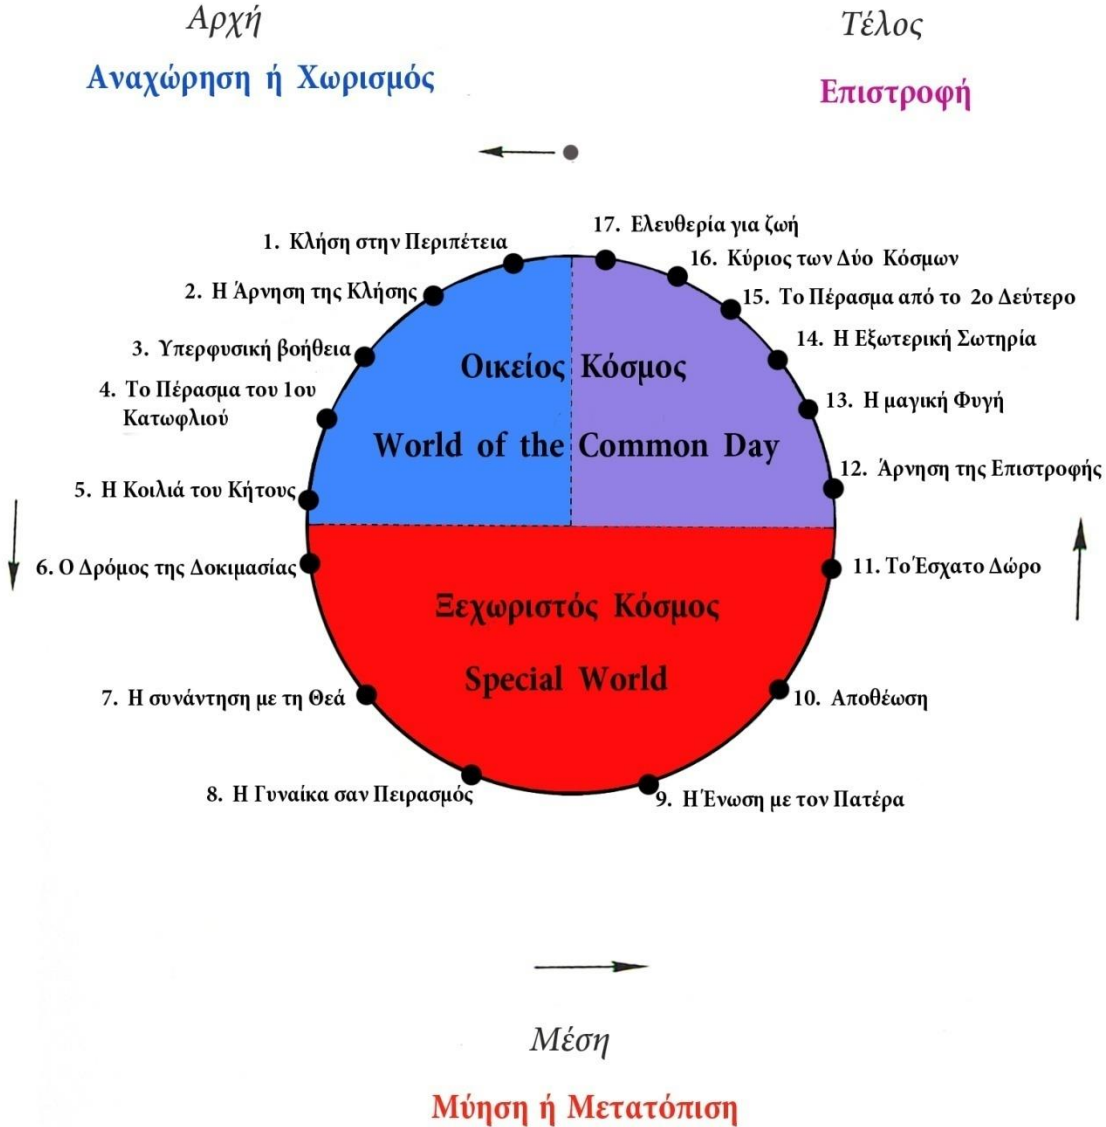 Αρχή
Τέλος
Αναχώρηση ή Χωρισμός
Επιστροφή
1. Κλήση στην Περιπέτεια
2. Η Άρνηση της Κλήσης
3. Υπερφυσική βοήθεια
4. Το Πέρασμα του 1ου
Κατωφλιού
5. Η Κοιλιά του Κήτους
6. Ο Δρόμος της Δοκιμασίας
7. Η συνάντηση με τη Θεά
8. Η Γυναίκα σαν Πειρασμός
9. Η Ένωση με τον Πατέρα
10. Αποθέωση
11. Το Έσχατο Δώρο
12. Άρνηση της Επιστροφής
13. Η μαγική Φυγή
14. Η Εξωτερική Σωτηρία
15. Το Πέρασμα από το 2ο Δεύτερο
16. Κύριος των Δύο Κόσμων
17. Ελευθερία για ζωή
Οικείος Κόσμος
World of the Common Day
Ξεχωριστός Κόσμος
Special World
Μέση
Μύηση ή Μετατόπιση